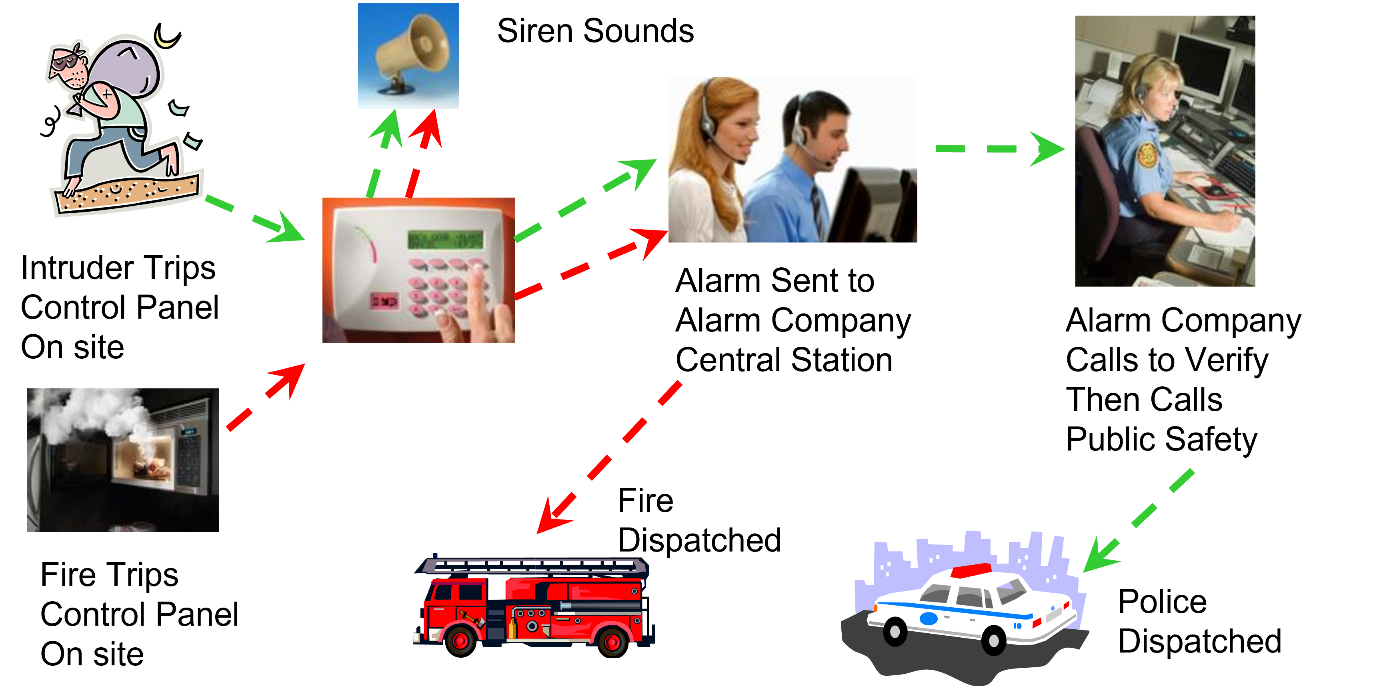 Siren Sounds
Intruder Trips
Control Panel
On site
Alarm Sent to
Alarm Company
Central Station
Alarm Company
Calls to Verify
Then Calls
Public Safety
Fire
Dispatched
Fire Trips
Control Panel
On site
Police
Dispatched